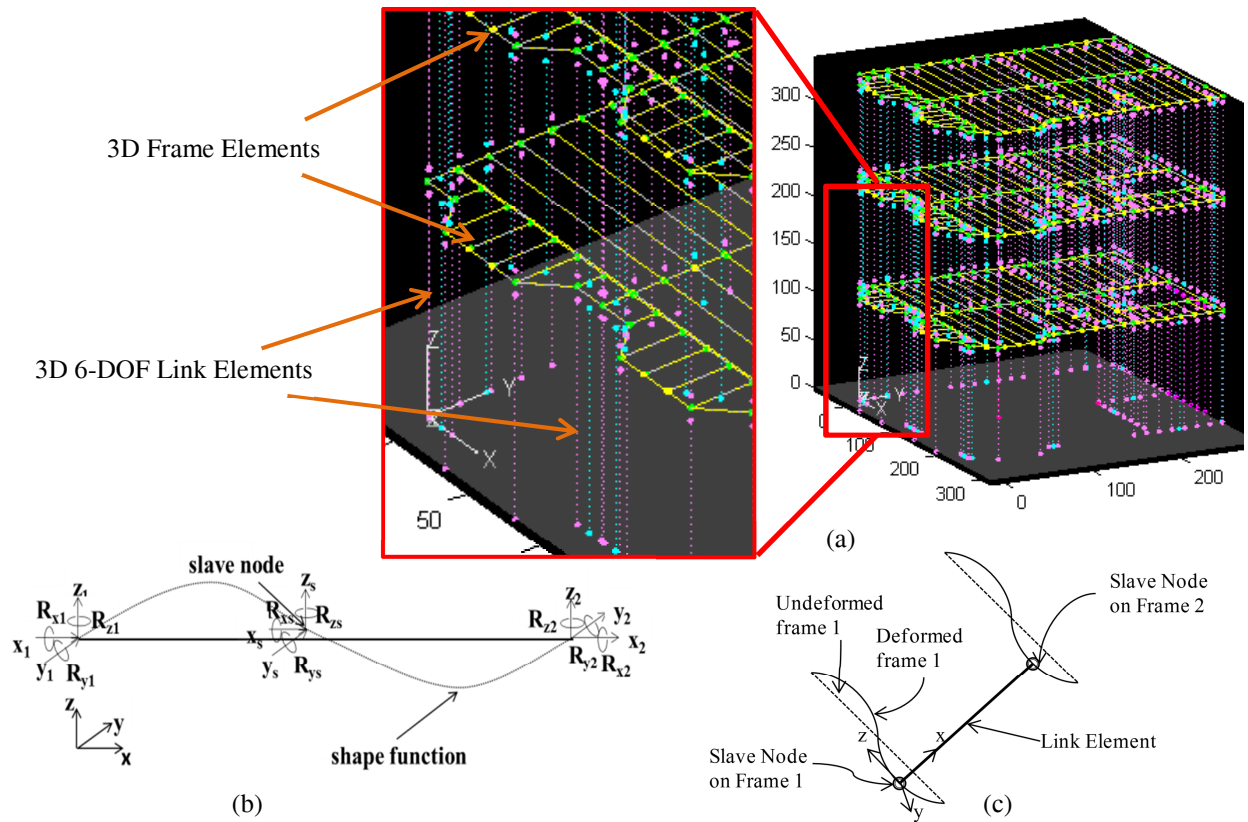 3D Frame Elements
3D 6-DOF Link Elements
Z
Y
Z
X
50
300
250
200
150
100
50
0
Z
Z
Y
X
0
100
200
300
0
100
200
(a)
slave node
z₁
Rx1
Rz1
x₁
y₁
Ry1
zₛ
Rxs
Rzs
xₛ
yₛ
Rys
z₂
y₂
Rz2
x₂
Ry2
Rx2
z
y
x
shape function
(b)
Undeformed
frame 1
Deformed
frame 1
Slave Node
on Frame 2
z
x
Link Element
Slave Node
on Frame 1
y
(c)